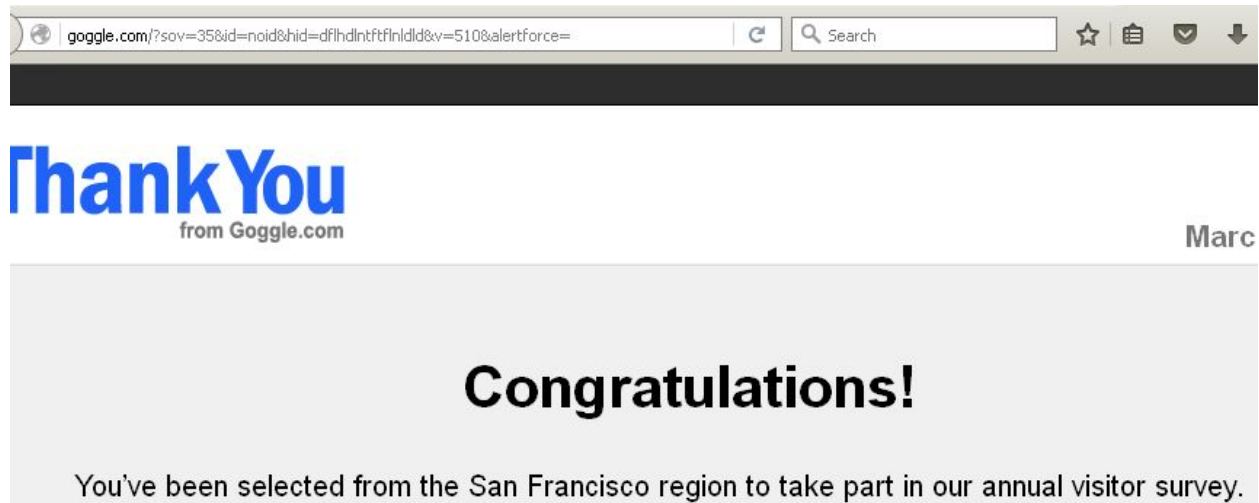 goggle.com/?sov=35&id=noid&hid=dflhdlntftflnldld&v=510&alertforce=
Search
Thank You
from Goggle.com
Marc
Congratulations!
You've been selected from the San Francisco region to take part in our annual visitor survey.